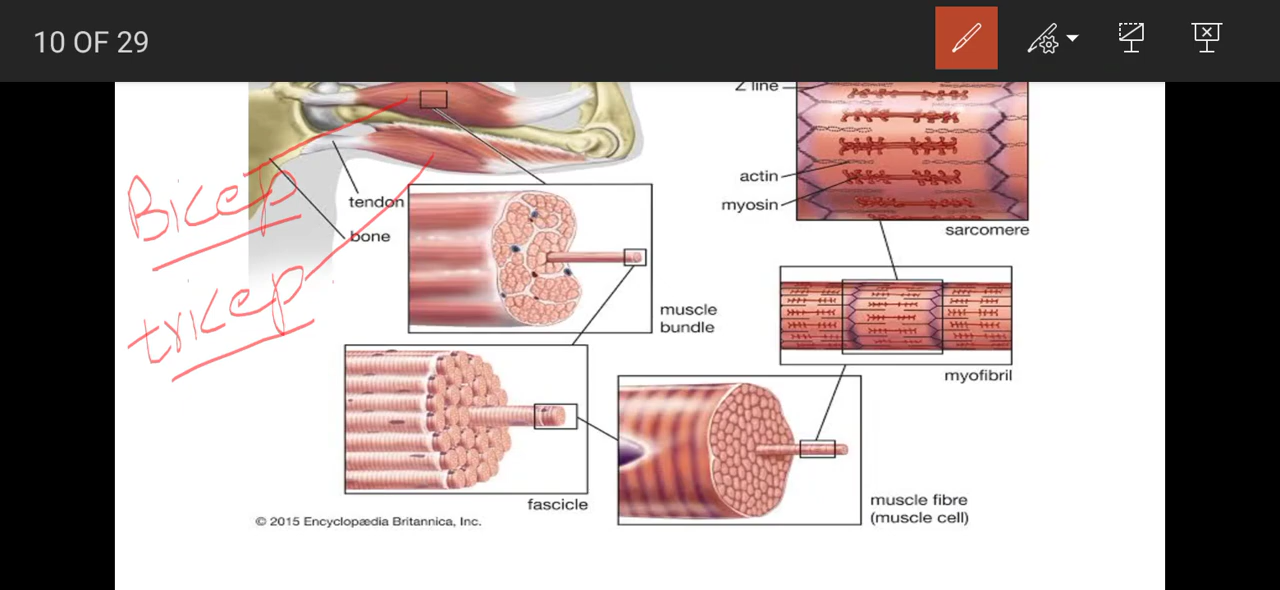 10 OF 29
Z line
actin
myosin
sarcomere
Bicep
tendon
bone
tricep
muscle
bundle
myofibril
fascicle
muscle fibre
(muscle cell)
© 2015 Encyclopædia Britannica, Inc.